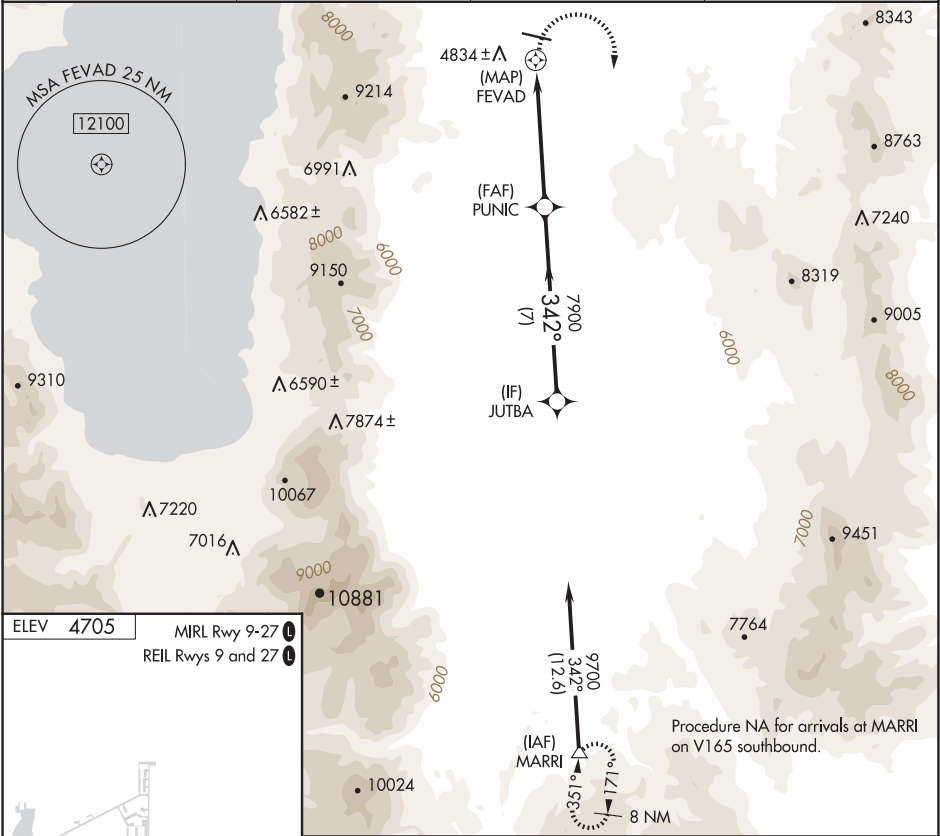 8000
8343
4834±
(MAP)
FEVAD
MSA FEVAD 25 NM
12100
9214
8763
6991
(FAF)
PUNIC
6582±
7240
8000
6000
9150
8319
7900
342°
(7)
7000
9005
6000
9310
6590±
8000
(IF)
JUTBA
7874±
10067
7220
7000
9451
7016
9000
10881
ELEV 4705
MIRL Rwy 9-27 L
REIL Rwys 9 and 27 L
7764
6000
9700
342°
(12.6)
Procedure NA for arrivals at MARRI
on V165 southbound.
(IAF)
MARRI
351°
171°
10024
8 NM